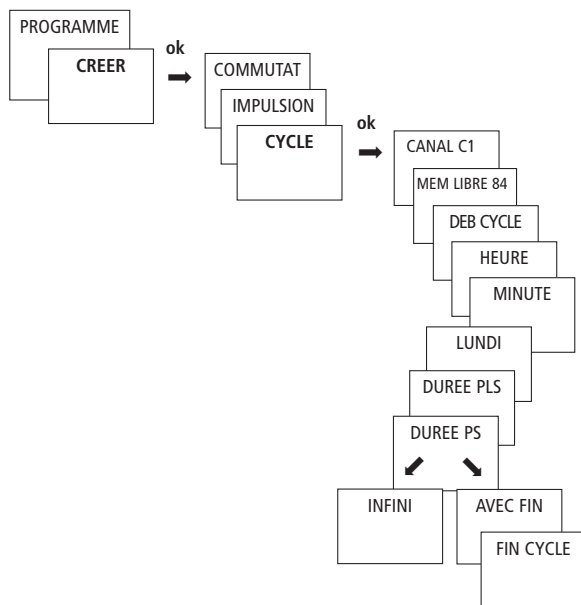 PROGRAMME
CREER
ok
COMMUTAT
IMPULSION
CYCLE
ok
CANAL C1
MEM LIBRE 84
DEB CYCLE
HEURE
MINUTE
LUNDI
DUREE PLS
DUREE PS
INFINI
AVEC FIN
FIN CYCLE